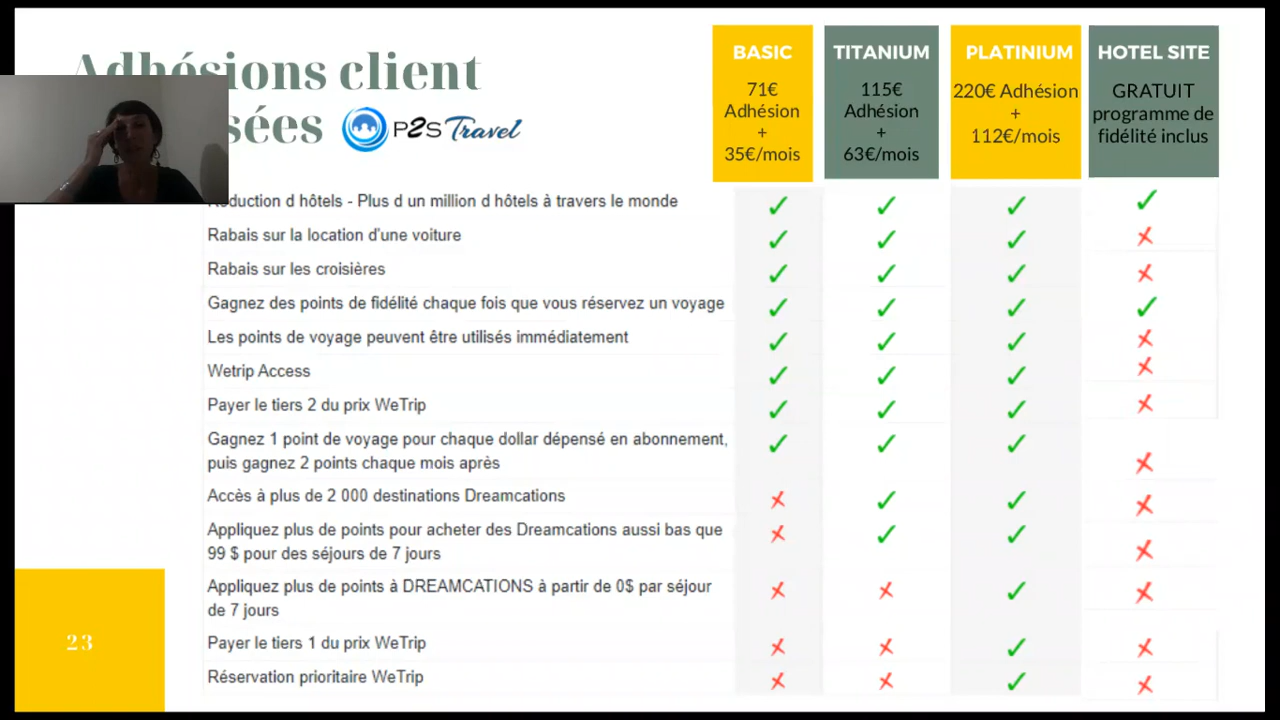 Adhésions client
sées
P2S Travel
BASIC
71€
Adhésion
+
35€/mois
TITANIUM
115€
Adhésion
+
63€/mois
PLATINIUM
220€ Adhésion
+
112€/mois
HOTEL SITE
GRATUIT
programme de
fidélité inclus
d hôtels - Plus d un million d hôtels à travers le monde
Rabais sur la location d'une voiture
Rabais sur les croisières
Gagnez des points de fidélité chaque fois que vous réservez un voyage
Les points de voyage peuvent être utilisés immédiatement
Wetrip Access
Payer le tiers 2 du prix WeTrip
Gagnez 1 point de voyage pour chaque dollar dépensé en abonnement,
puis gagnez 2 points chaque mois après
Accès à plus de 2 000 destinations Dreamcations
Appliquez plus de points pour acheter des Dreamcations aussi bas que
99 $ pour des séjours de 7 jours
Appliquez plus de points à DREAMCATIONS à partir de 0$ par séjour
de 7 jours
Payer le tiers 1 du prix WeTrip
Réservation prioritaire WeTrip
23